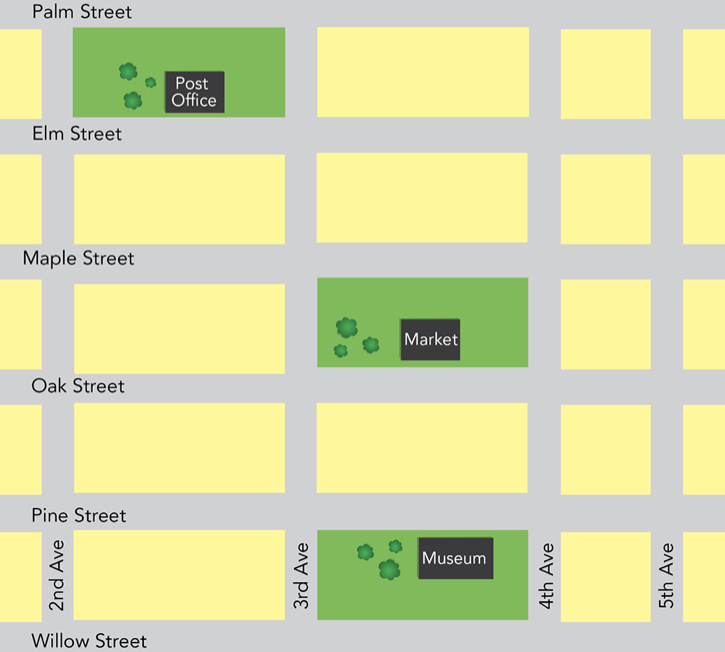 Palm Street
Post
Office
Elm Street
Maple Street
Market
Oak Street
Pine Street
2nd Ave
3rd Ave
Museum
4th Ave
5th Ave
Willow Street